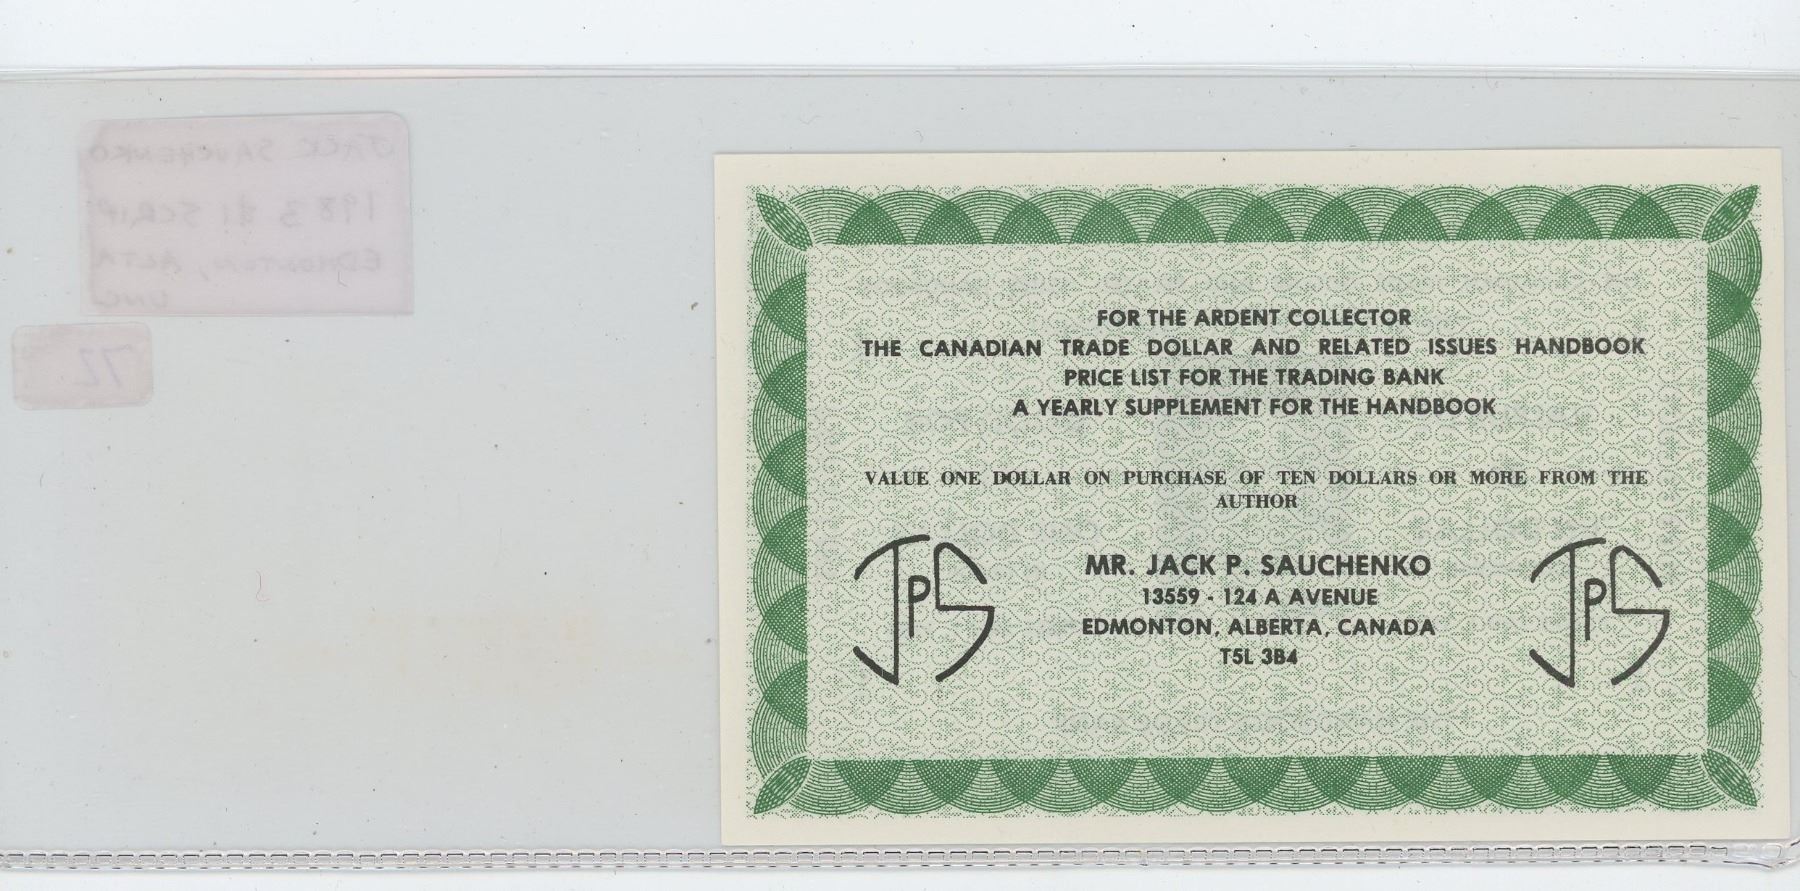 JACK SAUCHENKO
1983 $1 SCRIP
EDMONTON, ALTA
UNC
72
FOR THE ARDENT COLLECTOR
THE CANADIAN TRADE DOLLAR AND RELATED ISSUES HANDBOOK
PRICE LIST FOR THE TRADING BANK
A YEARLY SUPPLEMENT FOR THE HANDBOOK
VALUE ONE DOLLAR ON PURCHASE OF TEN DOLLARS OR MORE FROM THE
AUTHOR
JPS
MR. JACK P. SAUCHENKO
13559 - 124 A AVENUE
EDMONTON, ALBERTA, CANADA
T5L 3B4
JPS